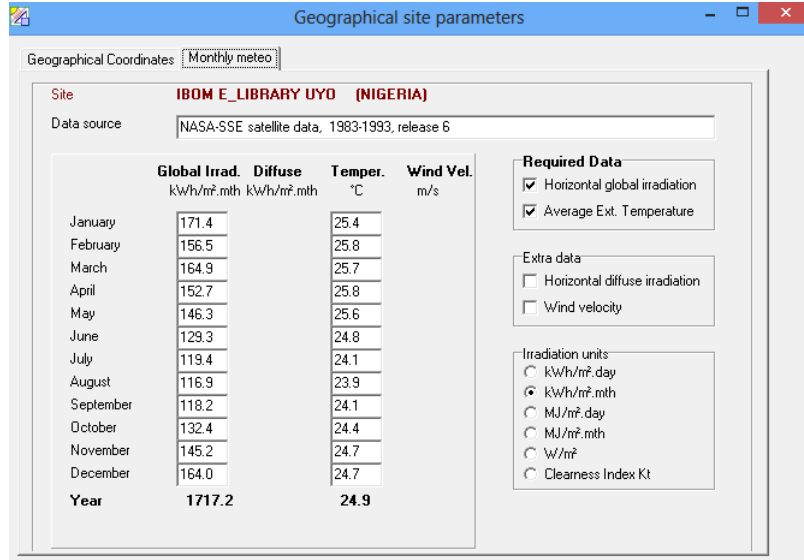 Geographical site parameters
Geographical Coordinates Monthly meteo
Site IBOM E_LIBRARY UYO (NIGERIA)
Data source NASA-SSE satellite data, 1983-1993, release 6
Global Irrad. Diffuse Temper. Wind Vel.
kWh/m².mth kWh/m².mth °C m/s
January 171.4 25.4
February 156.5 25.8
March 164.9 25.7
April 152.7 25.8
May 146.3 25.6
June 129.3 24.8
July 119.4 24.1
August 116.9 23.9
September 118.2 24.1
October 132.4 24.4
November 145.2 24.7
December 164.0 24.7
Year 1717.2 24.9
Required Data
Horizontal global irradiation
Average Ext. Temperature
Extra data
Horizontal diffuse irradiation
Wind velocity
Irradiation units
kWh/m².day
kWh/m².mth
MJ/m².day
MJ/m².mth
W/m²
Clearness Index Kt